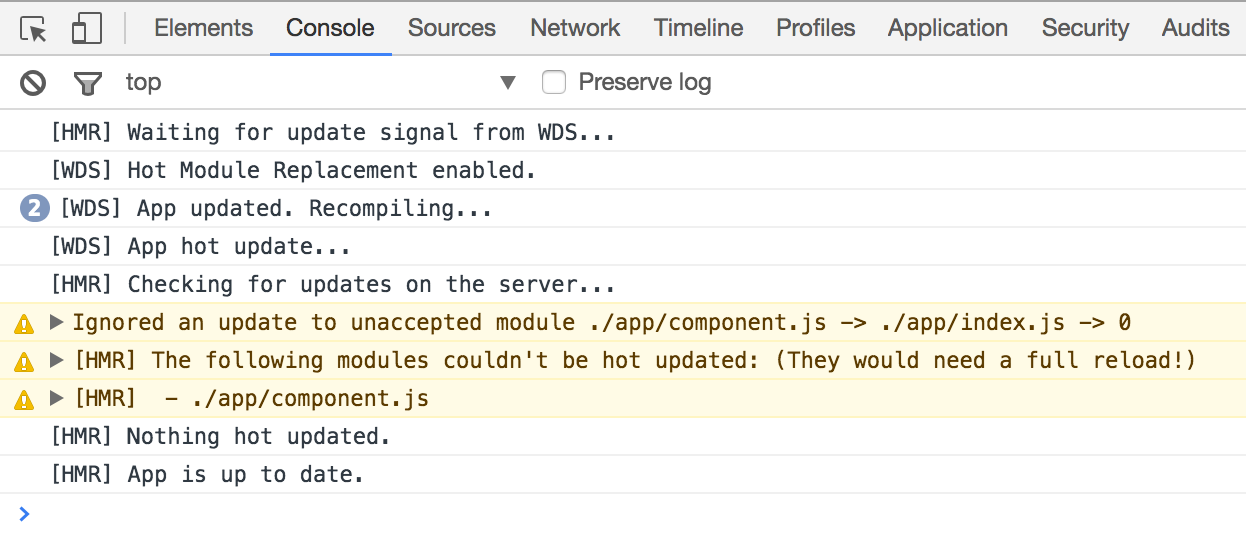 Elements Console Sources Network Timeline Profiles Application Security Audits
top Preserve log
[HMR] Waiting for update signal from WDS...
[WDS] Hot Module Replacement enabled.
2 [WDS] App updated. Recompiling...
[WDS] App hot update...
[HMR] Checking for updates on the server...
Ignored an update to unaccepted module ./app/component.js -> ./app/index.js -> 0
[HMR] The following modules couldn't be hot updated: (They would need a full reload!)
[HMR]  - ./app/component.js
[HMR] Nothing hot updated.
[HMR] App is up to date.